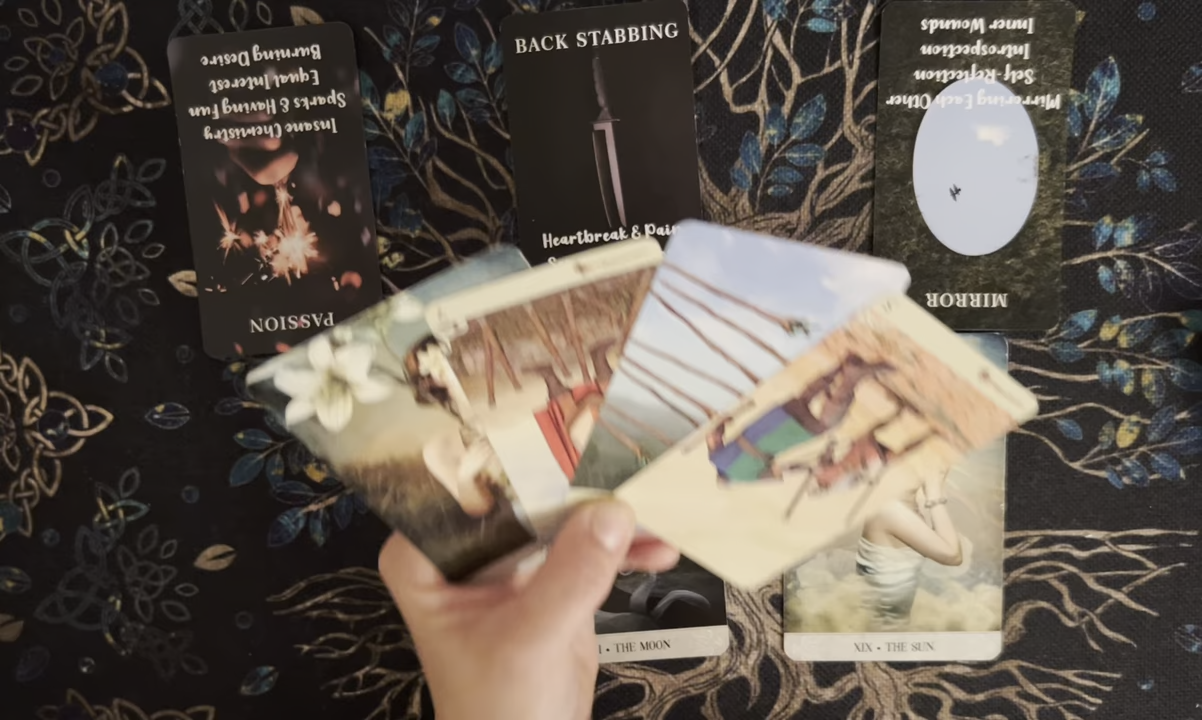 Burning Desire
Equal Interest
Sparks & Having Fun
Insane Chemistry
PASSION
BACK STABBING
Heartbreak &
Inner Wounds
Introspection
Self-Reflection
Mirroring Each Other
MIRROR
I • THE MOON
XIX • THE SUN